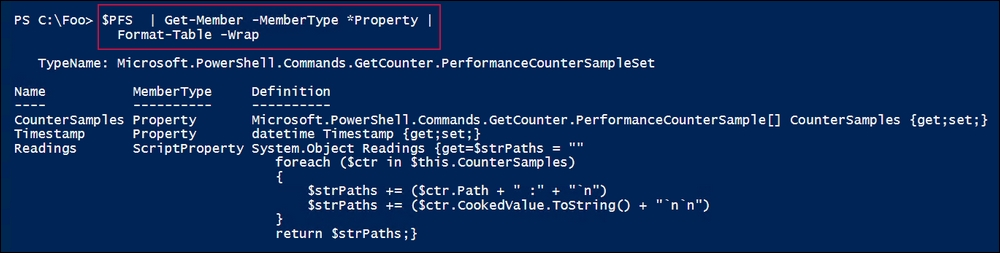 PS C:\Foo> $PFS  | Get-Member -MemberType *Property |
Format-Table -Wrap
TypeName: Microsoft.PowerShell.Commands.GetCounter.PerformanceCounterSampleSet
Name MemberType Definition
---- ---------- ----------
CounterSamples Property Microsoft.PowerShell.Commands.GetCounter.PerformanceCounterSample[] CounterSamples {get;set;}
Timestamp Property datetime Timestamp {get;set;}
Readings ScriptProperty System.Object Readings {get=$strPaths = ""
foreach ($ctr in $this.CounterSamples)
{
$strPaths += ($ctr.Path + " :" + "`n")
$strPaths += ($ctr.CookedValue.ToString() + "`n`n")
}
return $strPaths;}